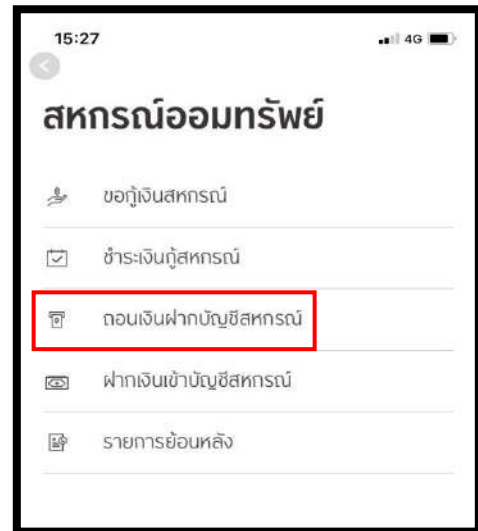 15:27
4G
สหกรณ์ออมทรัพย์
ขอกู้เงินสหกรณ์
ชำระเงินกู้สหกรณ์
ถอนเงินฝากบัญชีสหกรณ์
ฝากเงินเข้าบัญชีสหกรณ์
รายการย้อนหลัง